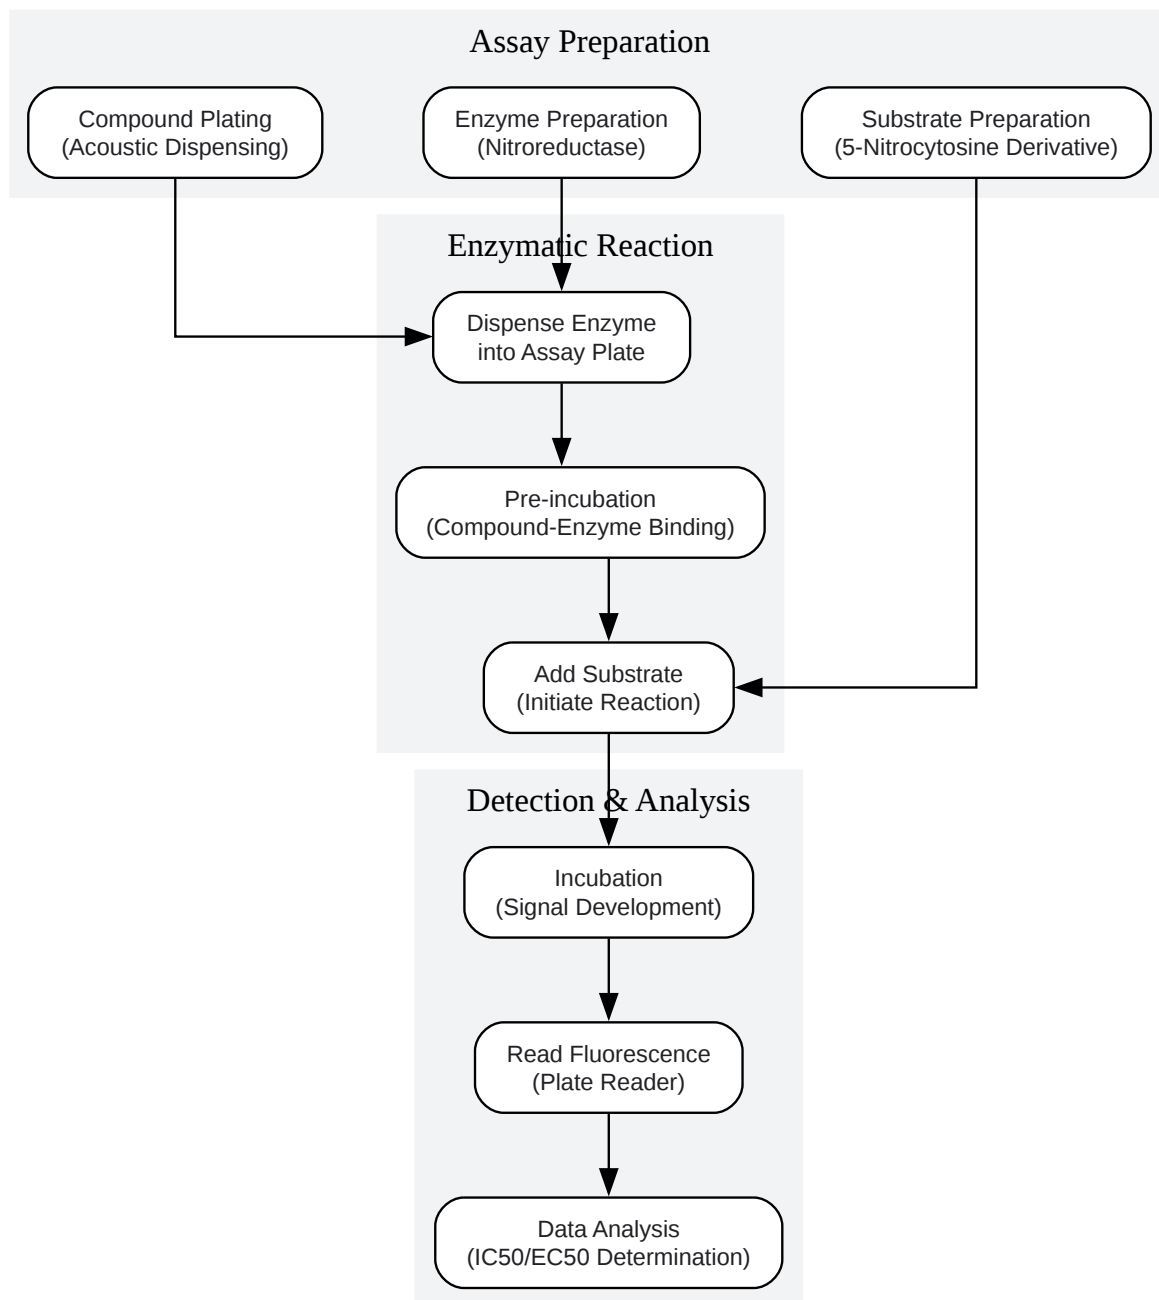 Assay Preparation
Compound Plating
(Acoustic Dispensing)
Enzyme Preparation
(Nitroreductase)
Substrate Preparation
(5-Nitrocytosine Derivative)
Enzymatic Reaction
Dispense Enzyme
into Assay Plate
Pre-incubation
(Compound-Enzyme Binding)
Add Substrate
(Initiate Reaction)
Detection & Analysis
Incubation
(Signal Development)
Read Fluorescence
(Plate Reader)
Data Analysis
(IC50/EC50 Determination)